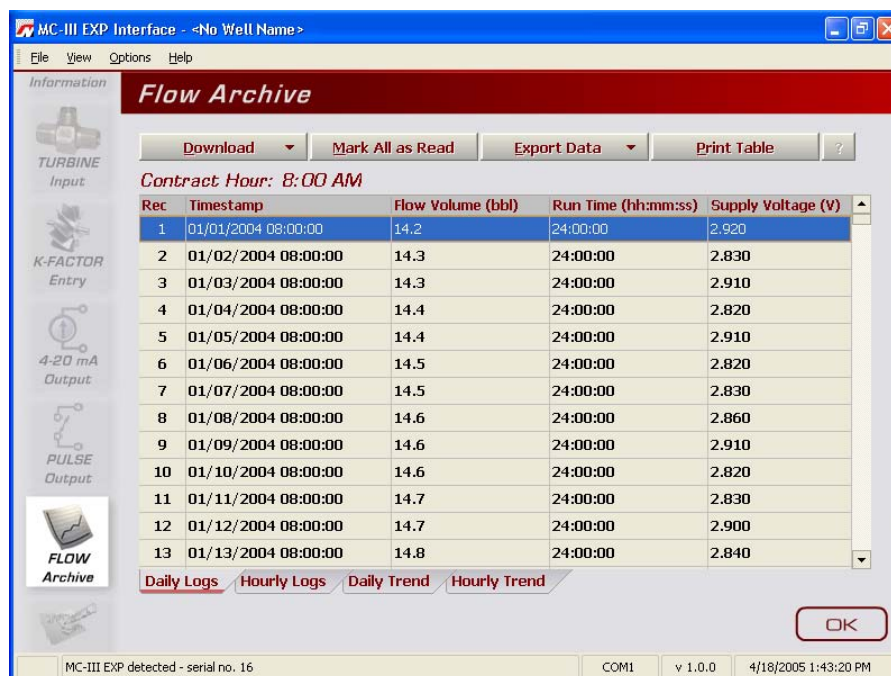 MC-III EXP Interface - <No Well Name>
File View Options Help
Information
Flow Archive
Download Mark All as Read Export Data Print Table ?
TURBINE
Input
Contract Hour: 8:00 AM
Rec Timestamp Flow Volume (bbl) Run Time (hh:mm:ss) Supply Voltage (V)
1 01/01/2004 08:00:00 14.2 24:00:00 2.920
2 01/02/2004 08:00:00 14.3 24:00:00 2.830
K-FACTOR
Entry
3 01/03/2004 08:00:00 14.3 24:00:00 2.910
4 01/04/2004 08:00:00 14.4 24:00:00 2.820
5 01/05/2004 08:00:00 14.4 24:00:00 2.910
4-20 mA
Output
6 01/06/2004 08:00:00 14.5 24:00:00 2.820
7 01/07/2004 08:00:00 14.5 24:00:00 2.830
8 01/08/2004 08:00:00 14.6 24:00:00 2.860
9 01/09/2004 08:00:00 14.6 24:00:00 2.910
PULSE
Output
10 01/10/2004 08:00:00 14.6 24:00:00 2.820
11 01/11/2004 08:00:00 14.7 24:00:00 2.830
12 01/12/2004 08:00:00 14.7 24:00:00 2.900
13 01/13/2004 08:00:00 14.8 24:00:00 2.840
FLOW
Archive
Daily Logs Hourly Logs Daily Trend Hourly Trend
OK
MC-III EXP detected - serial no. 16 COM1 v 1.0.0 4/18/2005 1:43:20 PM